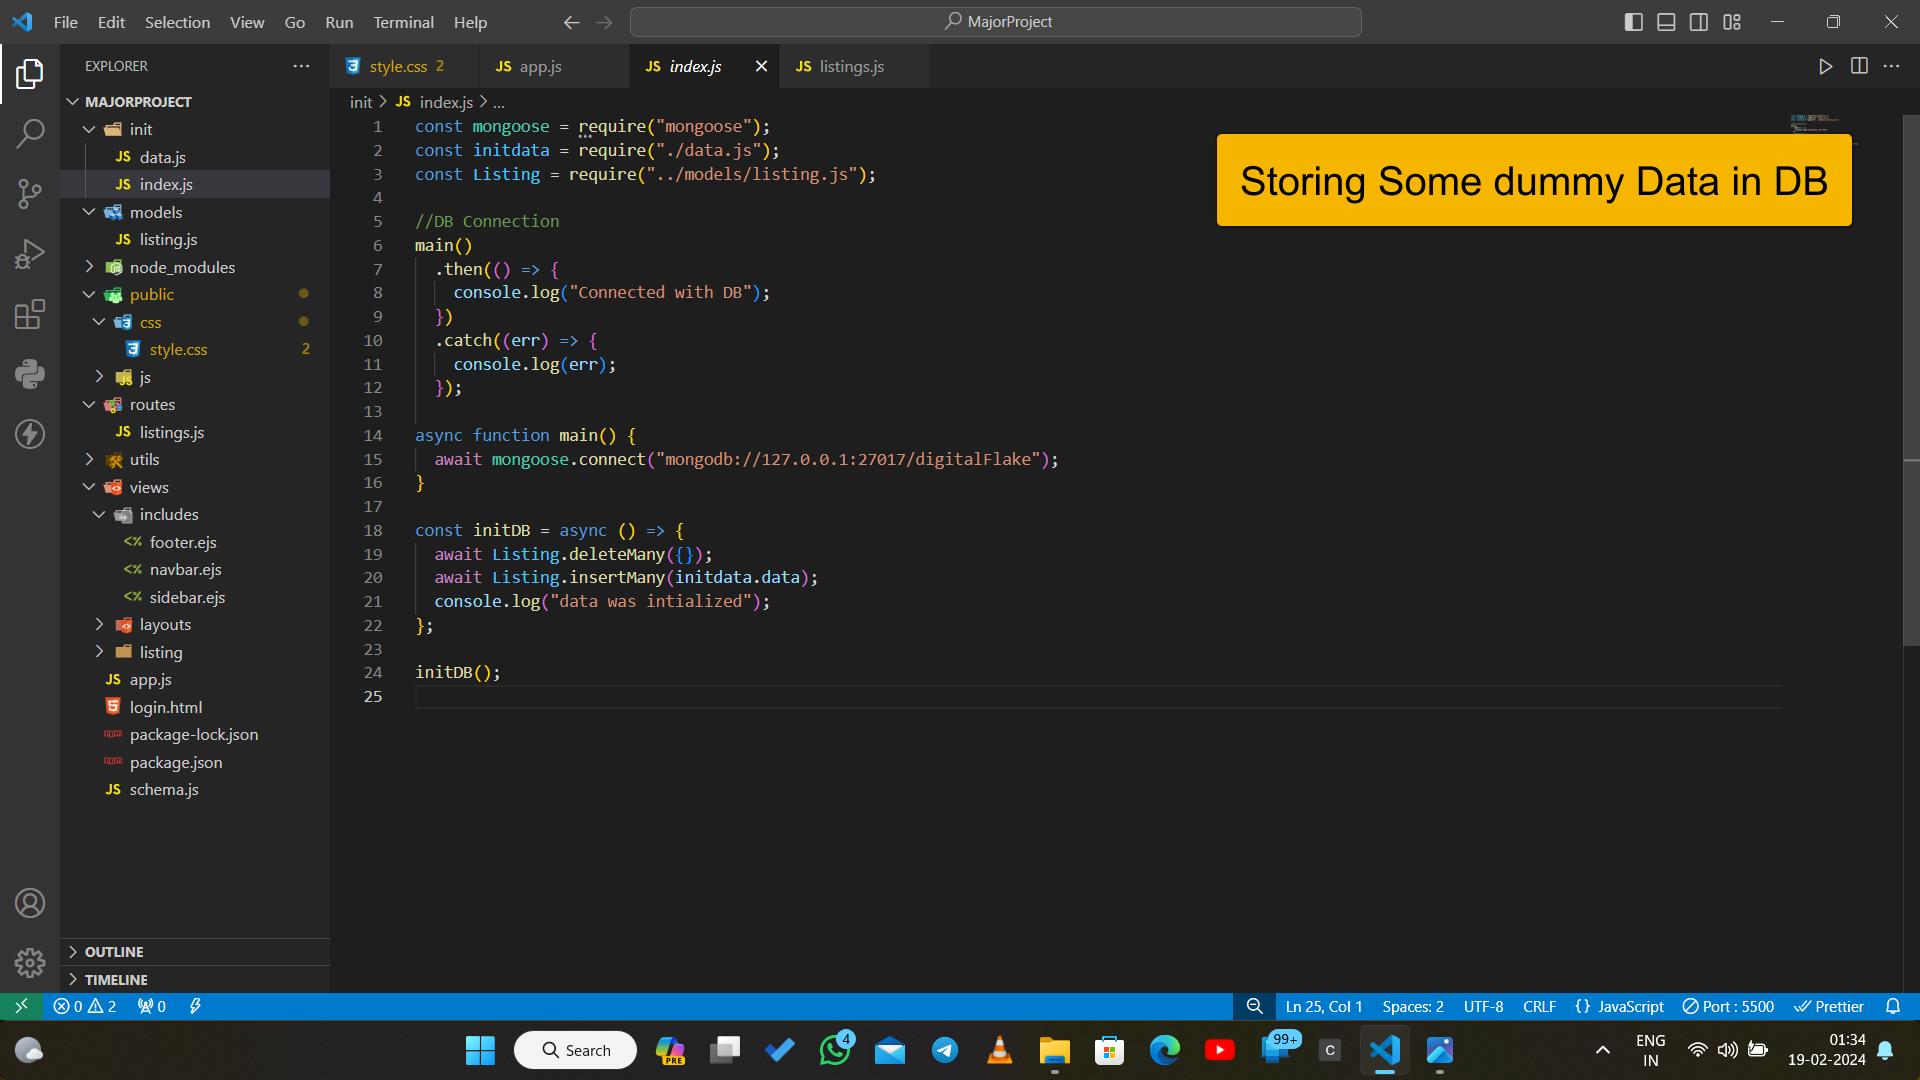 File Edit Selection View Go Run Terminal Help
MajorProject
EXPLORER
MAJORPROJECT
init
JS data.js
JS index.js
models
JS listing.js
node_modules
public
css
style.css 2
js
routes
JS listings.js
utils
views
includes
<%> footer.ejs
<%> navbar.ejs
<%> sidebar.ejs
layouts
listing
JS app.js
login.html
package-lock.json
package.json
JS schema.js
OUTLINE
TIMELINE
style.css 2
JS app.js
JS index.js
JS listings.js
init > JS index.js > ...
1 const mongoose = require("mongoose");
2 const initdata = require("./data.js");
3 const Listing = require("../models/listing.js");
4
5 //DB Connection
6 main()
7 .then(() => {
8 console.log("Connected with DB");
9 })
10 .catch((err) => {
11 console.log(err);
12 });
13
14 async function main() {
15 await mongoose.connect("mongodb://127.0.0.1:27017/digitalFlake");
16 }
17
18 const initDB = async () => {
19 await Listing.deleteMany({});
20 await Listing.insertMany(initdata.data);
21 console.log("data was intialized");
22 };
23
24 initDB();
25
Storing Some dummy Data in DB
0 2 0
Ln 25, Col 1 Spaces: 2 UTF-8 CRLF {} JavaScript Port : 5500 Prettier
Search
PRE
4
99+
C
ENG
IN
01:34
19-02-2024